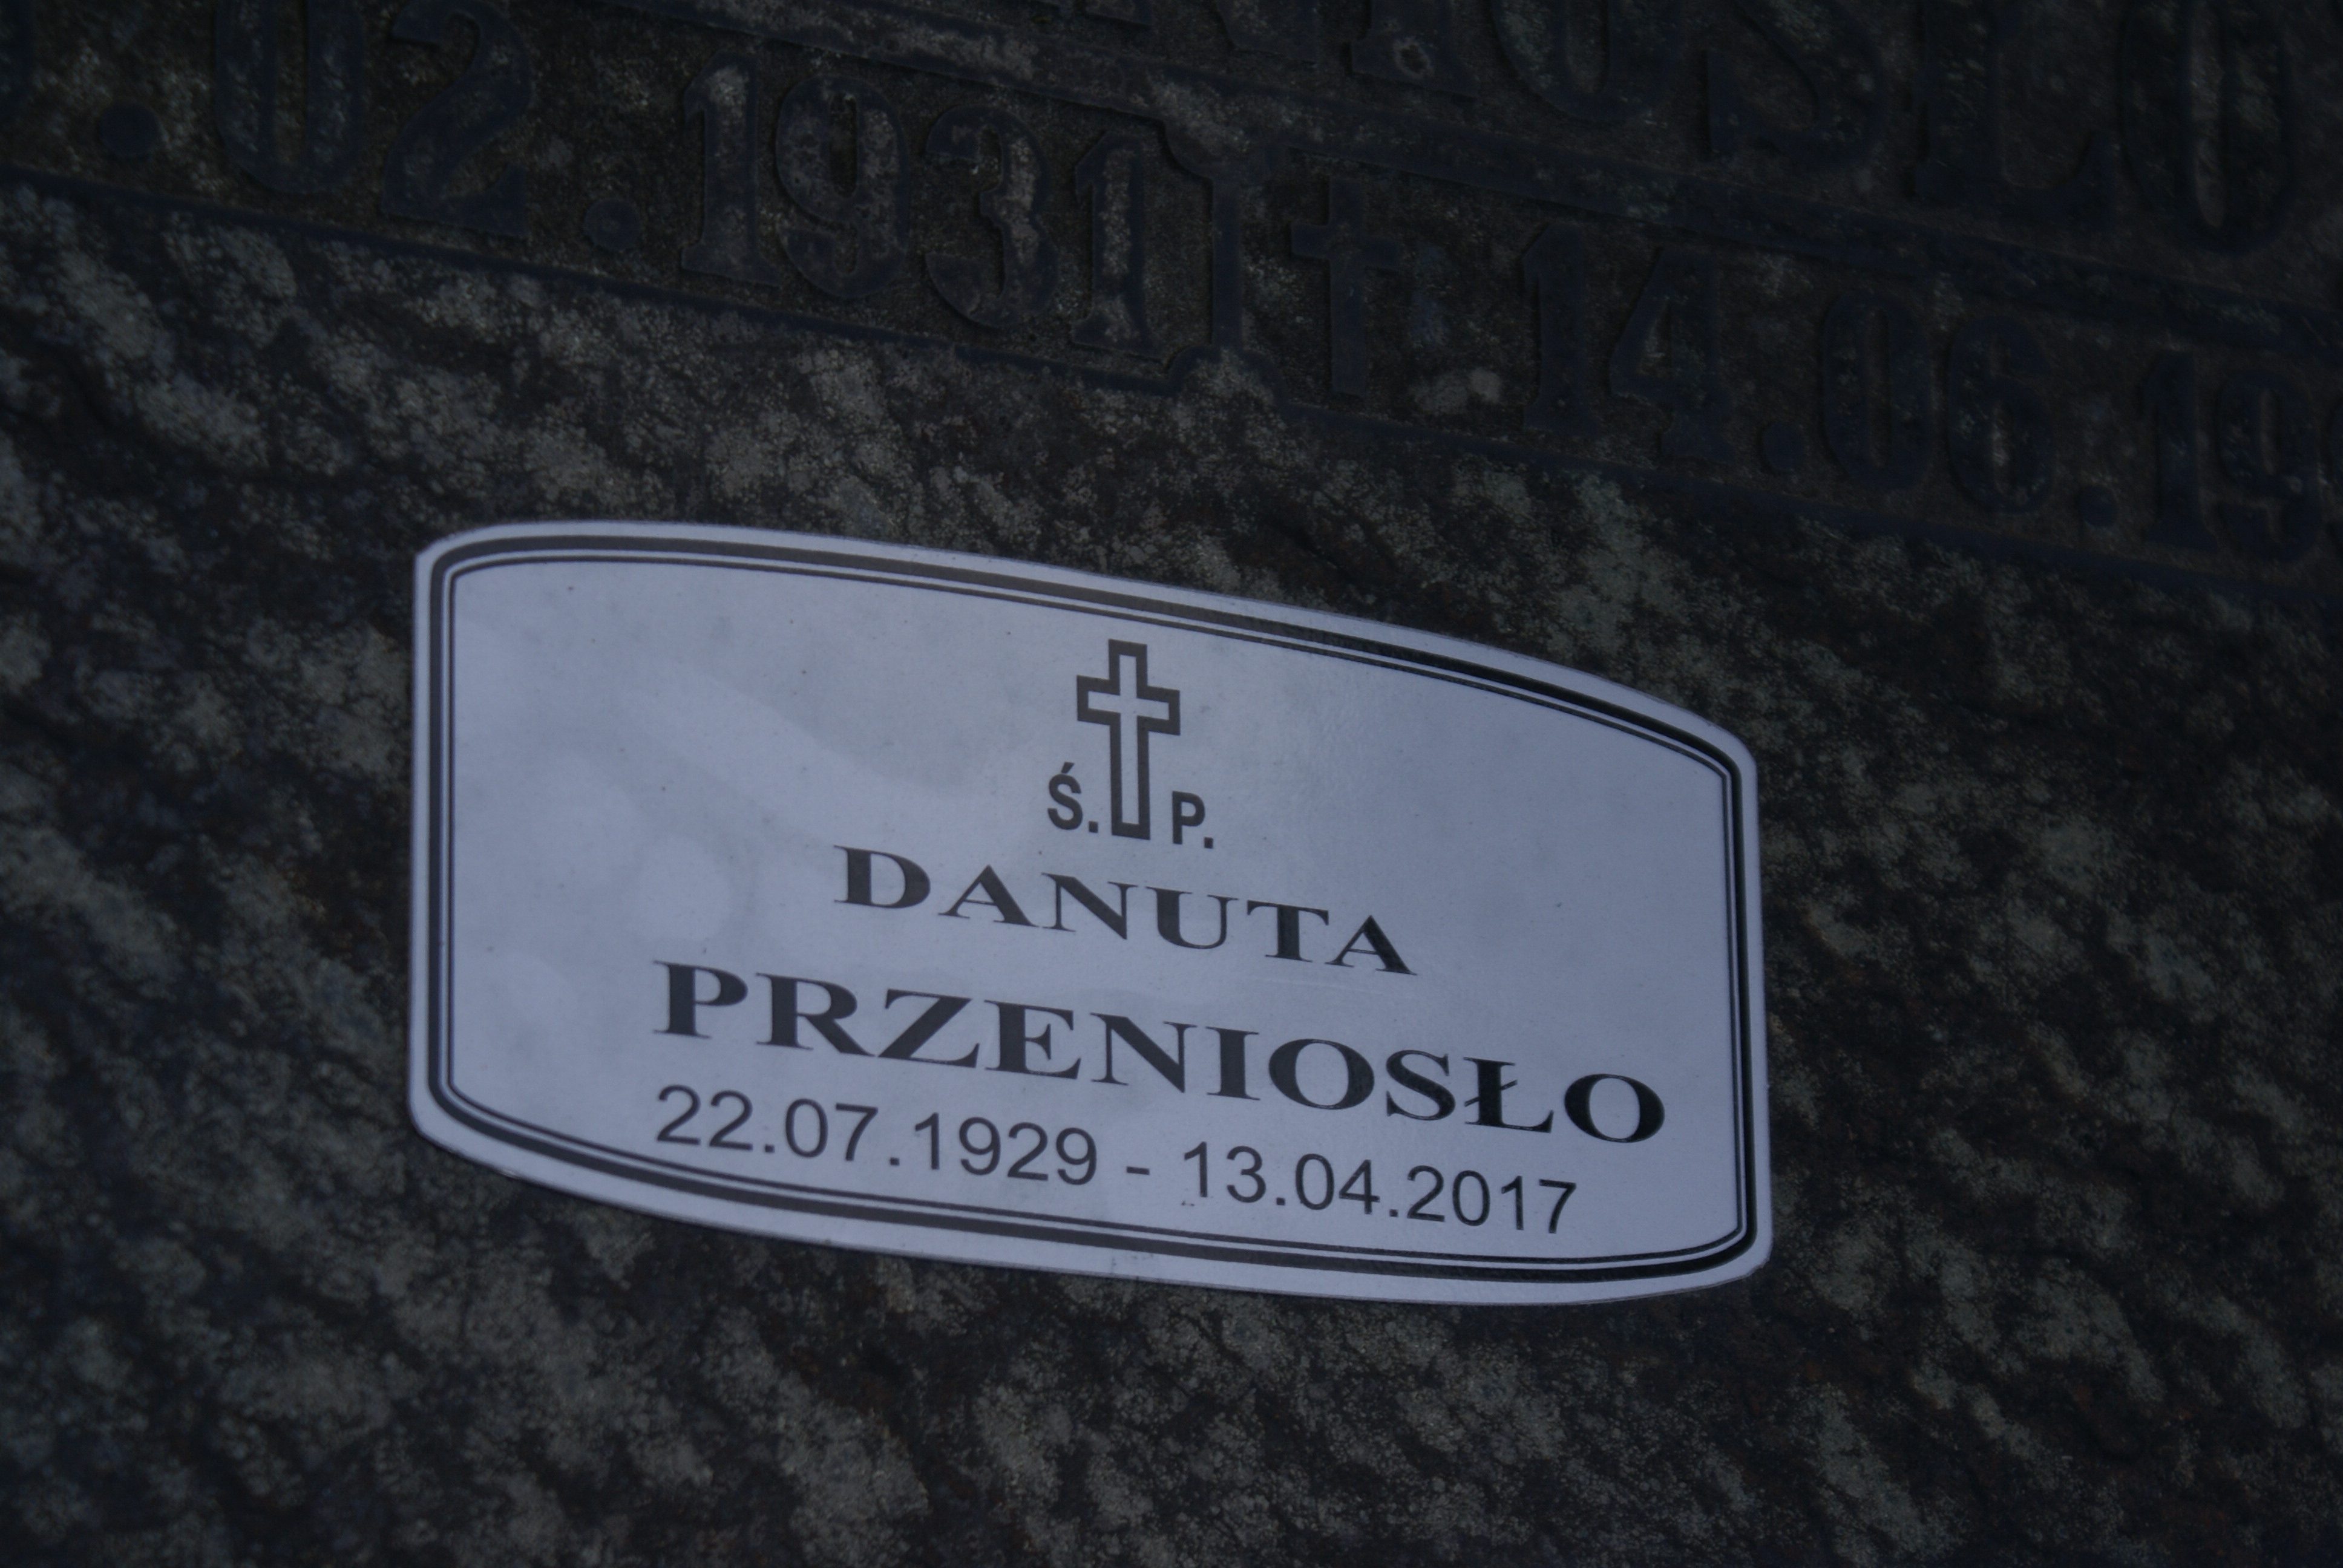 .02.1931 † 14.06.19
Ś. P.
DANUTA
PRZENIOSŁO
22.07.1929 - 13.04.2017